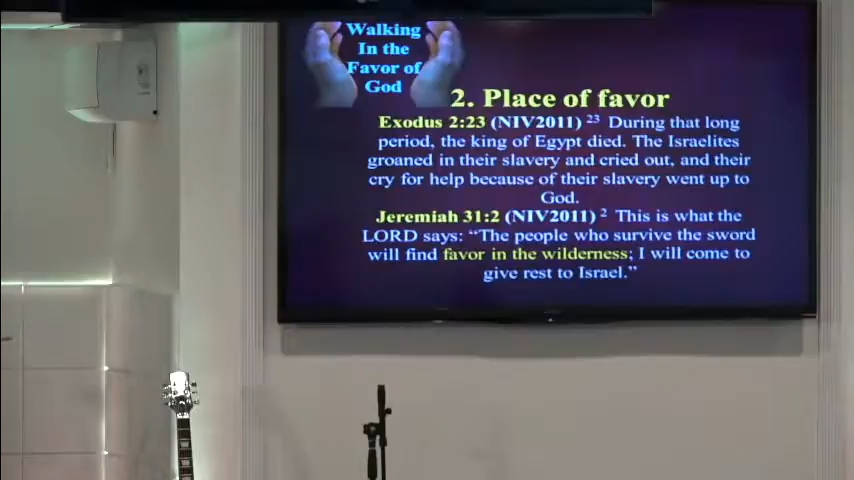 Walking
In the
Favor of
God
2. Place of favor
Exodus 2:23 (NIV2011) 23 During that long
period, the king of Egypt died. The Israelites
groaned in their slavery and cried out, and their
cry for help because of their slavery went up to
God.
Jeremiah 31:2 (NIV2011) 2 This is what the
LORD says: “The people who survive the sword
will find favor in the wilderness; I will come to
give rest to Israel.”